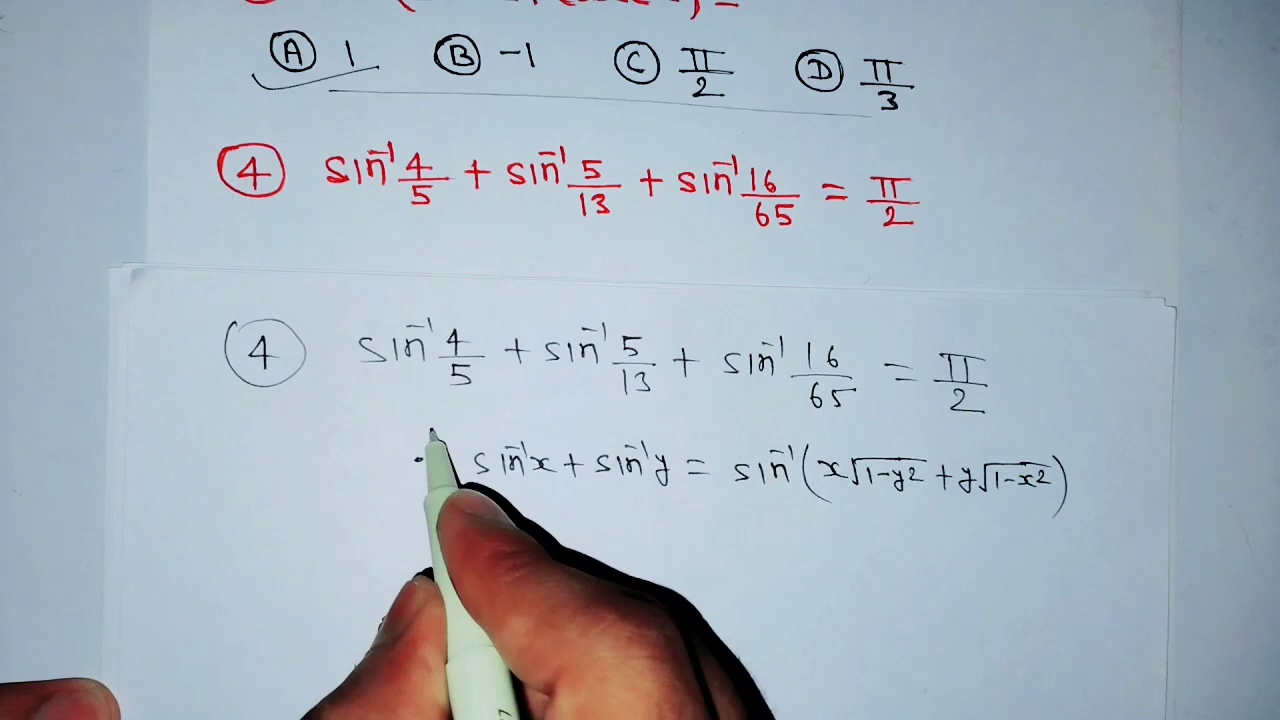 (A) 1 (B) -1 (C) π/2 (D) π/3
(4) sin⁻¹ 4/5 + sin⁻¹ 5/13 + sin⁻¹ 16/65 = π/2
(4) sin⁻¹ 4/5 + sin⁻¹ 5/13 + sin⁻¹ 16/65 = π/2
sin⁻¹x + sin⁻¹y = sin⁻¹(x√(1-y²) + y√(1-x²))